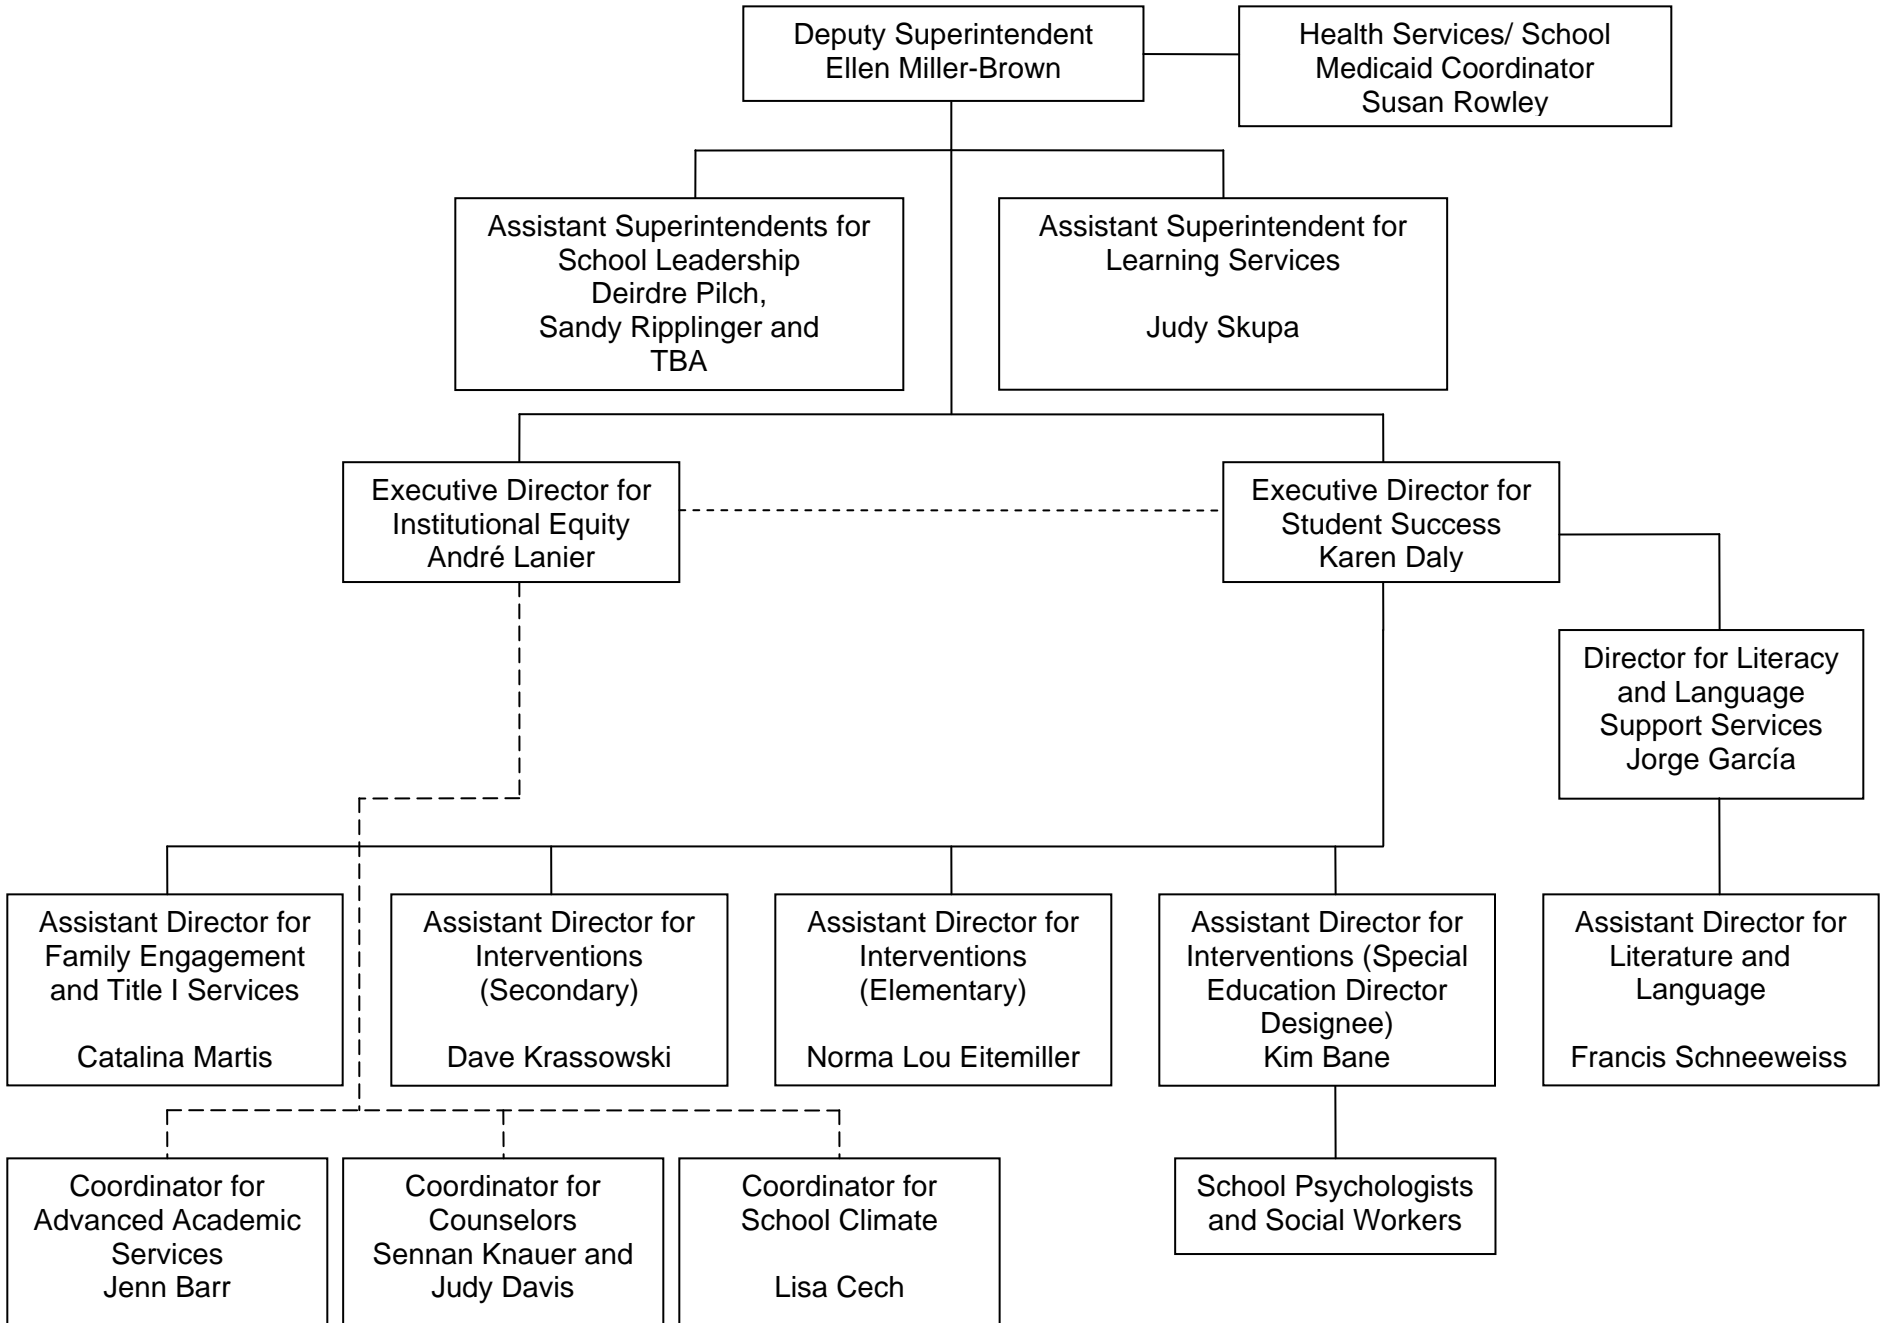 Deputy Superintendent
Ellen Miller-Brown
Health Services/ School
Medicaid Coordinator
Susan Rowley
Assistant Superintendents for
School Leadership
Deirdre Pilch,
Sandy Ripplinger and
TBA
Assistant Superintendent for
Learning Services
Judy Skupa
Executive Director for
Institutional Equity
André Lanier
Executive Director for
Student Success
Karen Daly
Director for Literacy
and Language
Support Services
Jorge García
Assistant Director for
Family Engagement
and Title I Services
Catalina Martis
Assistant Director for
Interventions
(Secondary)
Dave Krassowski
Assistant Director for
Interventions
(Elementary)
Norma Lou Eitemiller
Assistant Director for
Interventions (Special
Education Director
Designee)
Kim Bane
Assistant Director for
Literature and
Language
Francis Schneeweiss
Coordinator for
Advanced Academic
Services
Jenn Barr
Coordinator for
Counselors
Sennan Knauer and
Judy Davis
Coordinator for
School Climate
Lisa Cech
School Psychologists
and Social Workers